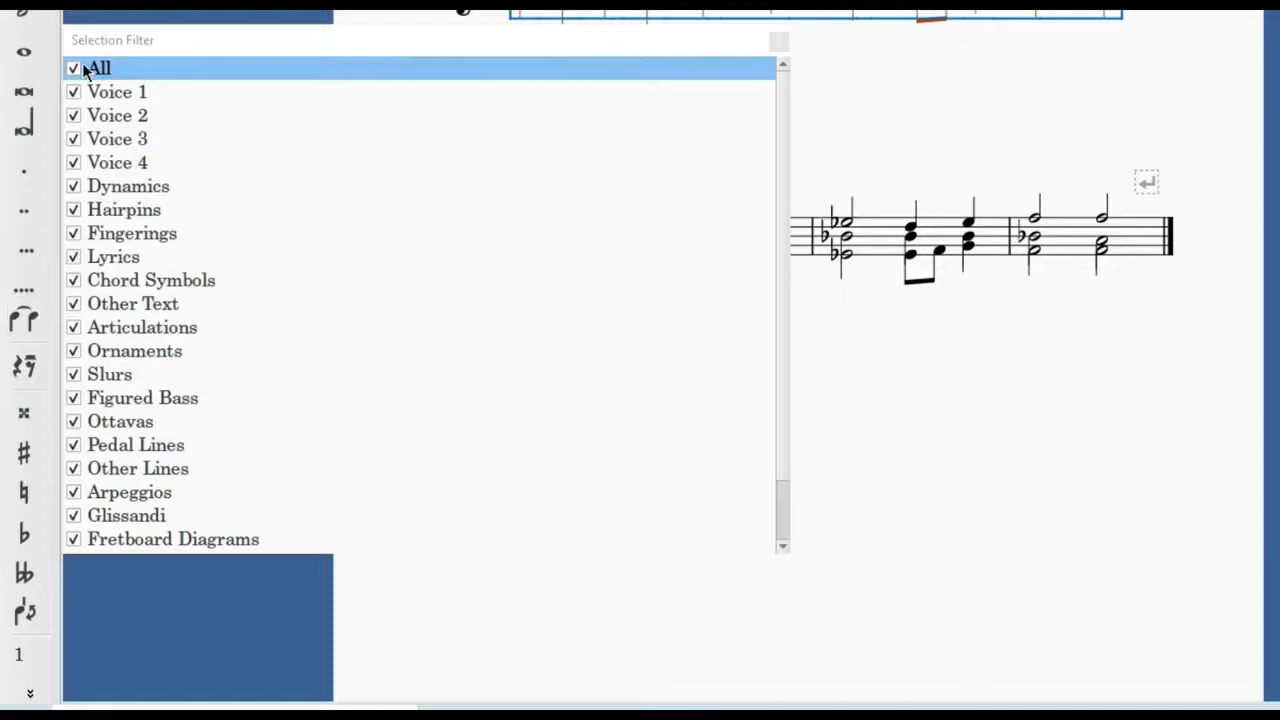 Selection Filter
All
Voice 1
Voice 2
Voice 3
Voice 4
Dynamics
Hairpins
Fingerings
Lyrics
Chord Symbols
Other Text
Articulations
Ornaments
Slurs
Figured Bass
Ottavas
Pedal Lines
Other Lines
Arpeggios
Glissandi
Fretboard Diagrams
1